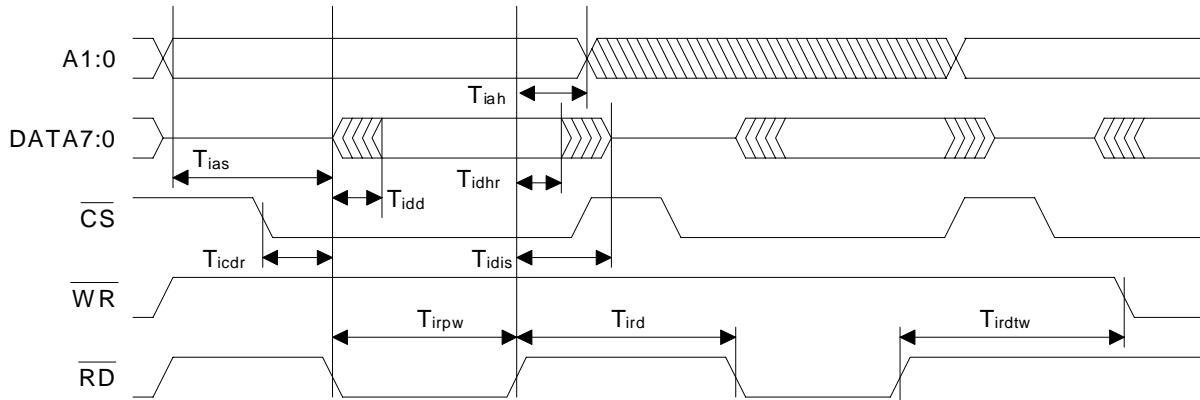 A1:0
Tiah
DATA7:0
Tias
Tidd
Tidhr
CS
Ticdr
Tidis
WR
Tirpw
Tird
Tirdtw
RD